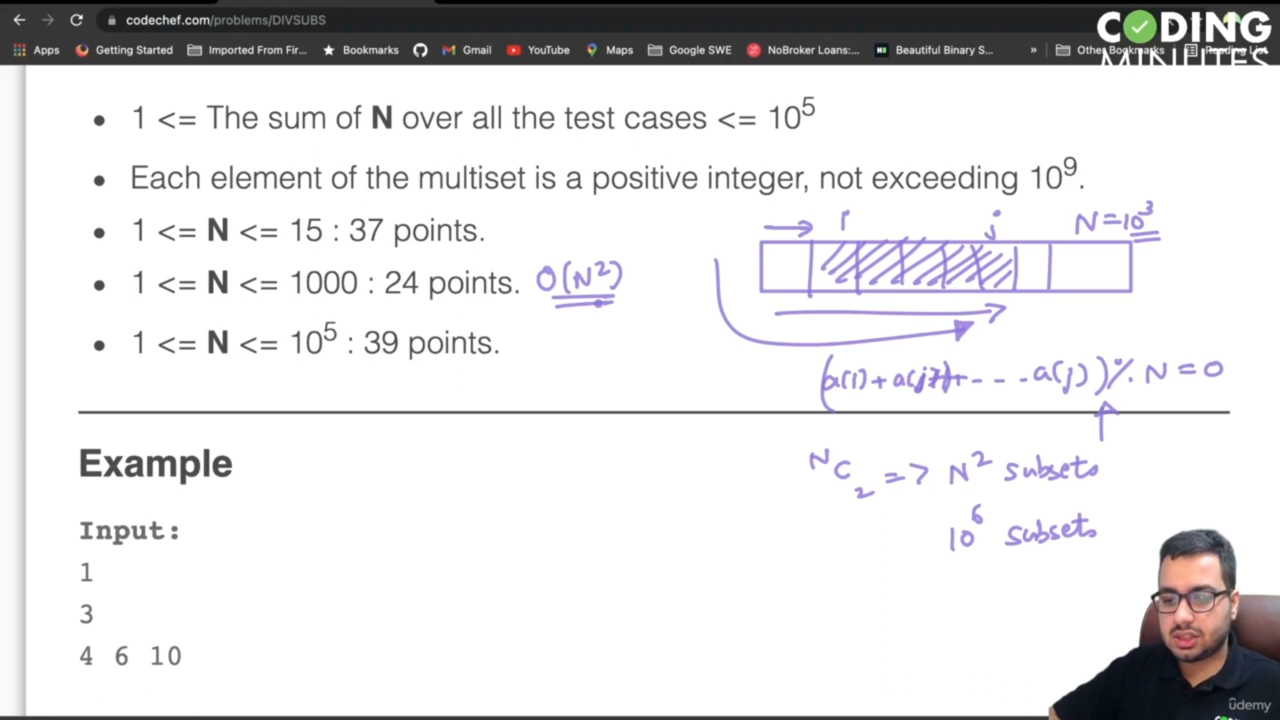 codechef.com/problems/DIVSUBS
CODING
MINUTES
Apps Getting Started Imported From Fir... Bookmarks Gmail YouTube Maps Google SWE NoBroker Loans:... Beautiful Binary S... » Other Bookmarks Reading List
• 1 <= The sum of N over all the test cases <= 10^5
• Each element of the multiset is a positive integer, not exceeding 10^9.
• 1 <= N <= 15 : 37 points.
i j N=10^3
• 1 <= N <= 1000 : 24 points. O(N^2)
• 1 <= N <= 10^5 : 39 points.
(a(i)+a(j+)+ - - - . a(j))% N = 0
Example
NC2 => N^2 subsets
10^6 subsets
Input:
1
3
4 6 10
ûdemy